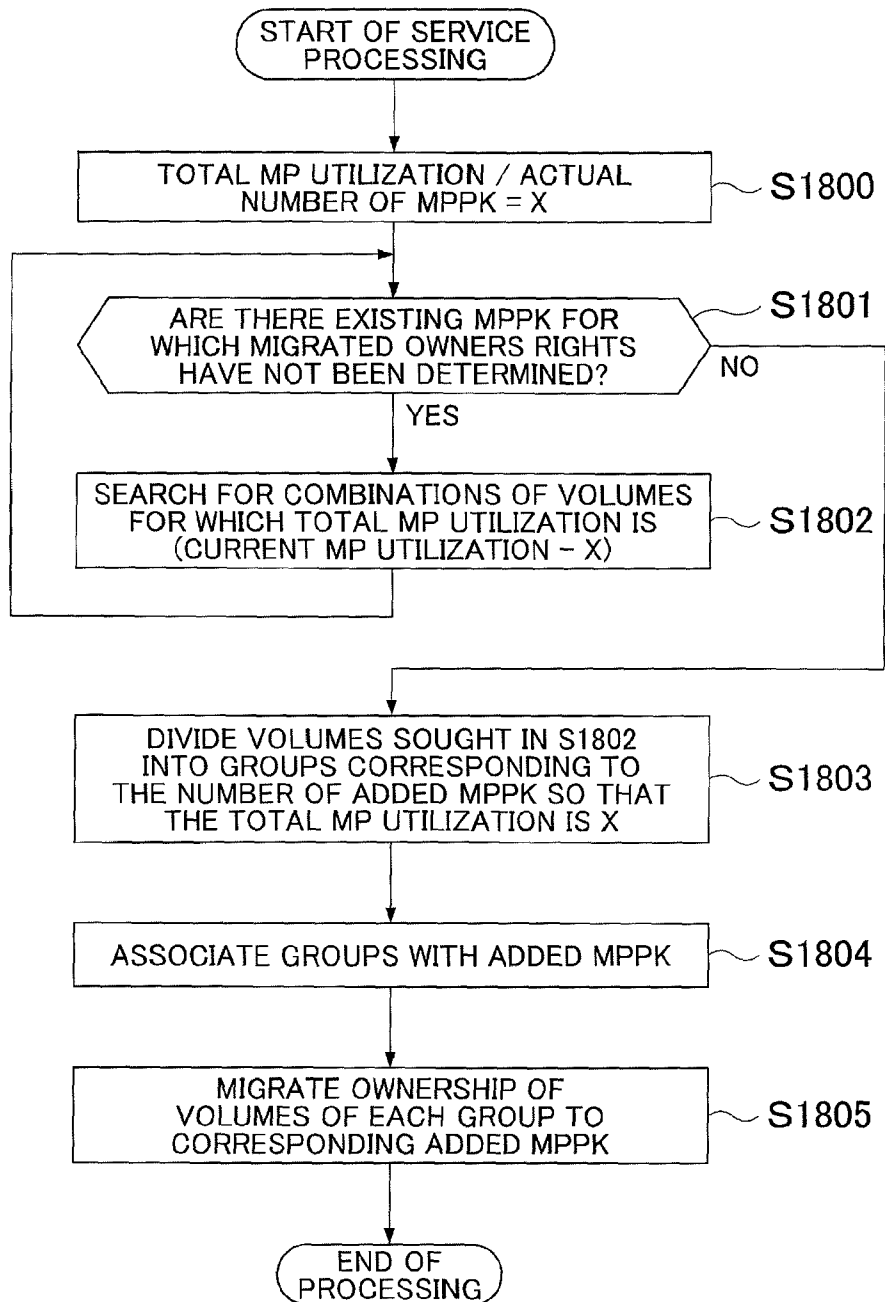 START OF SERVICE
PROCESSING
TOTAL MP UTILIZATION / ACTUAL
NUMBER OF MPPK = X
S1800
ARE THERE EXISTING MPPK FOR
WHICH MIGRATED OWNERS RIGHTS
HAVE NOT BEEN DETERMINED?
S1801
NO
YES
SEARCH FOR COMBINATIONS OF VOLUMES
FOR WHICH TOTAL MP UTILIZATION IS
(CURRENT MP UTILIZATION – X)
S1802
DIVIDE VOLUMES SOUGHT IN S1802
INTO GROUPS CORRESPONDING TO
THE NUMBER OF ADDED MPPK SO THAT
THE TOTAL MP UTILIZATION IS X
S1803
ASSOCIATE GROUPS WITH ADDED MPPK
S1804
MIGRATE OWNERSHIP OF
VOLUMES OF EACH GROUP TO
CORRESPONDING ADDED MPPK
S1805
END OF
PROCESSING